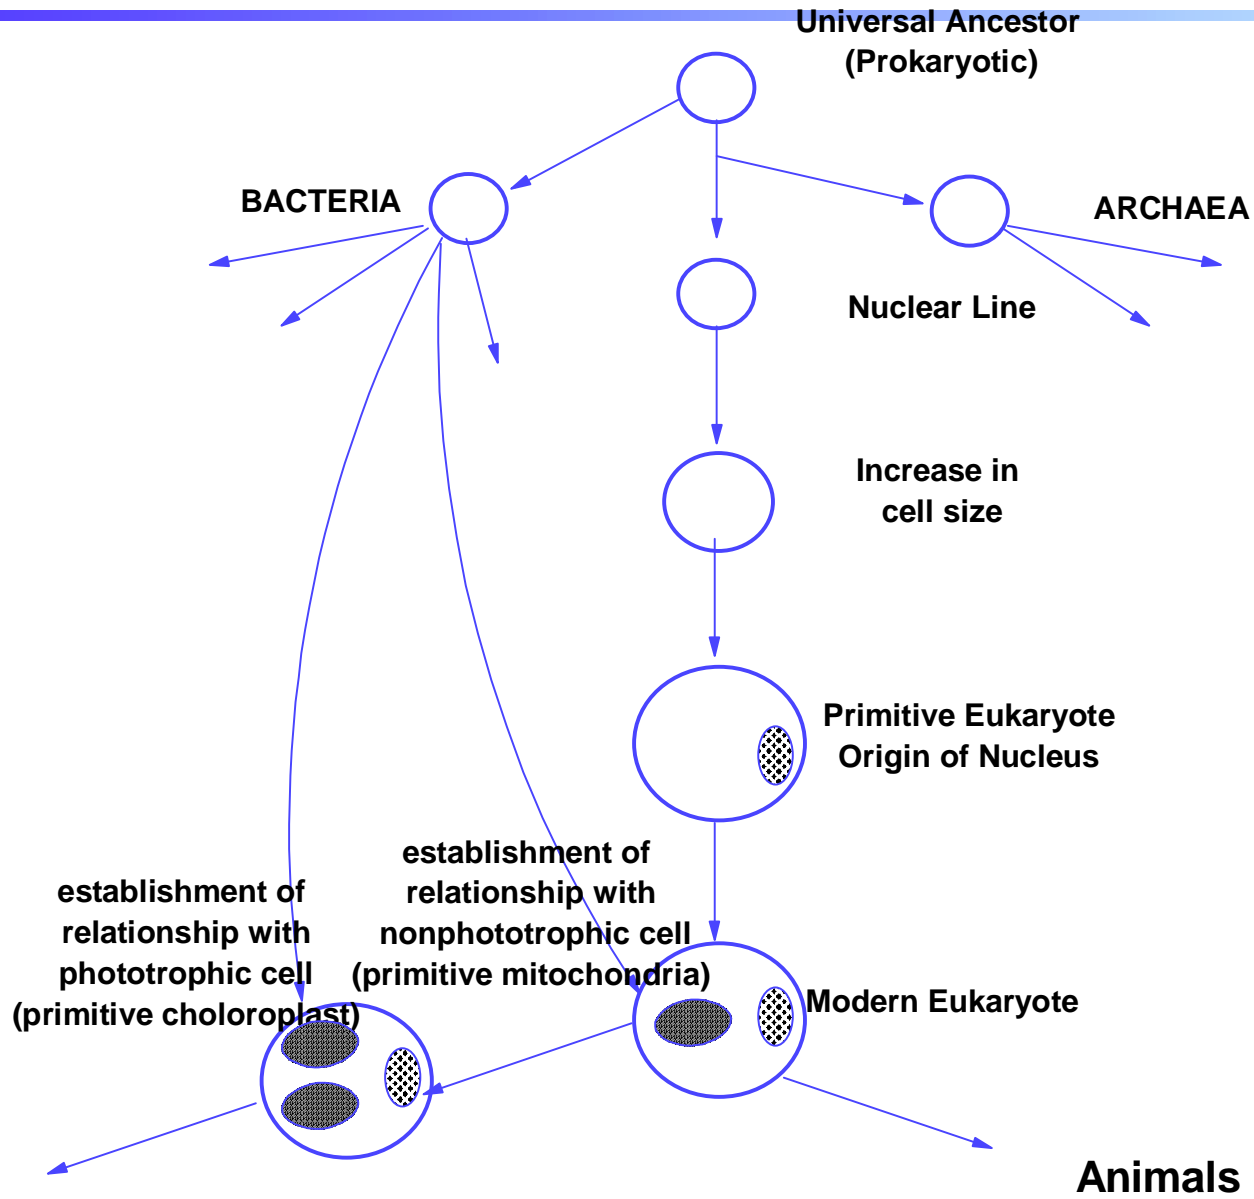 Universal Ancestor
(Prokaryotic)
BACTERIA
ARCHAEA
Nuclear Line
Increase in
cell size
Primitive Eukaryote
Origin of Nucleus
establishment of
relationship with
nonphototrophic cell
(primitive mitochondria)
establishment of
relationship with
phototrophic cell
(primitive choloroplast)
Modern Eukaryote
Animals